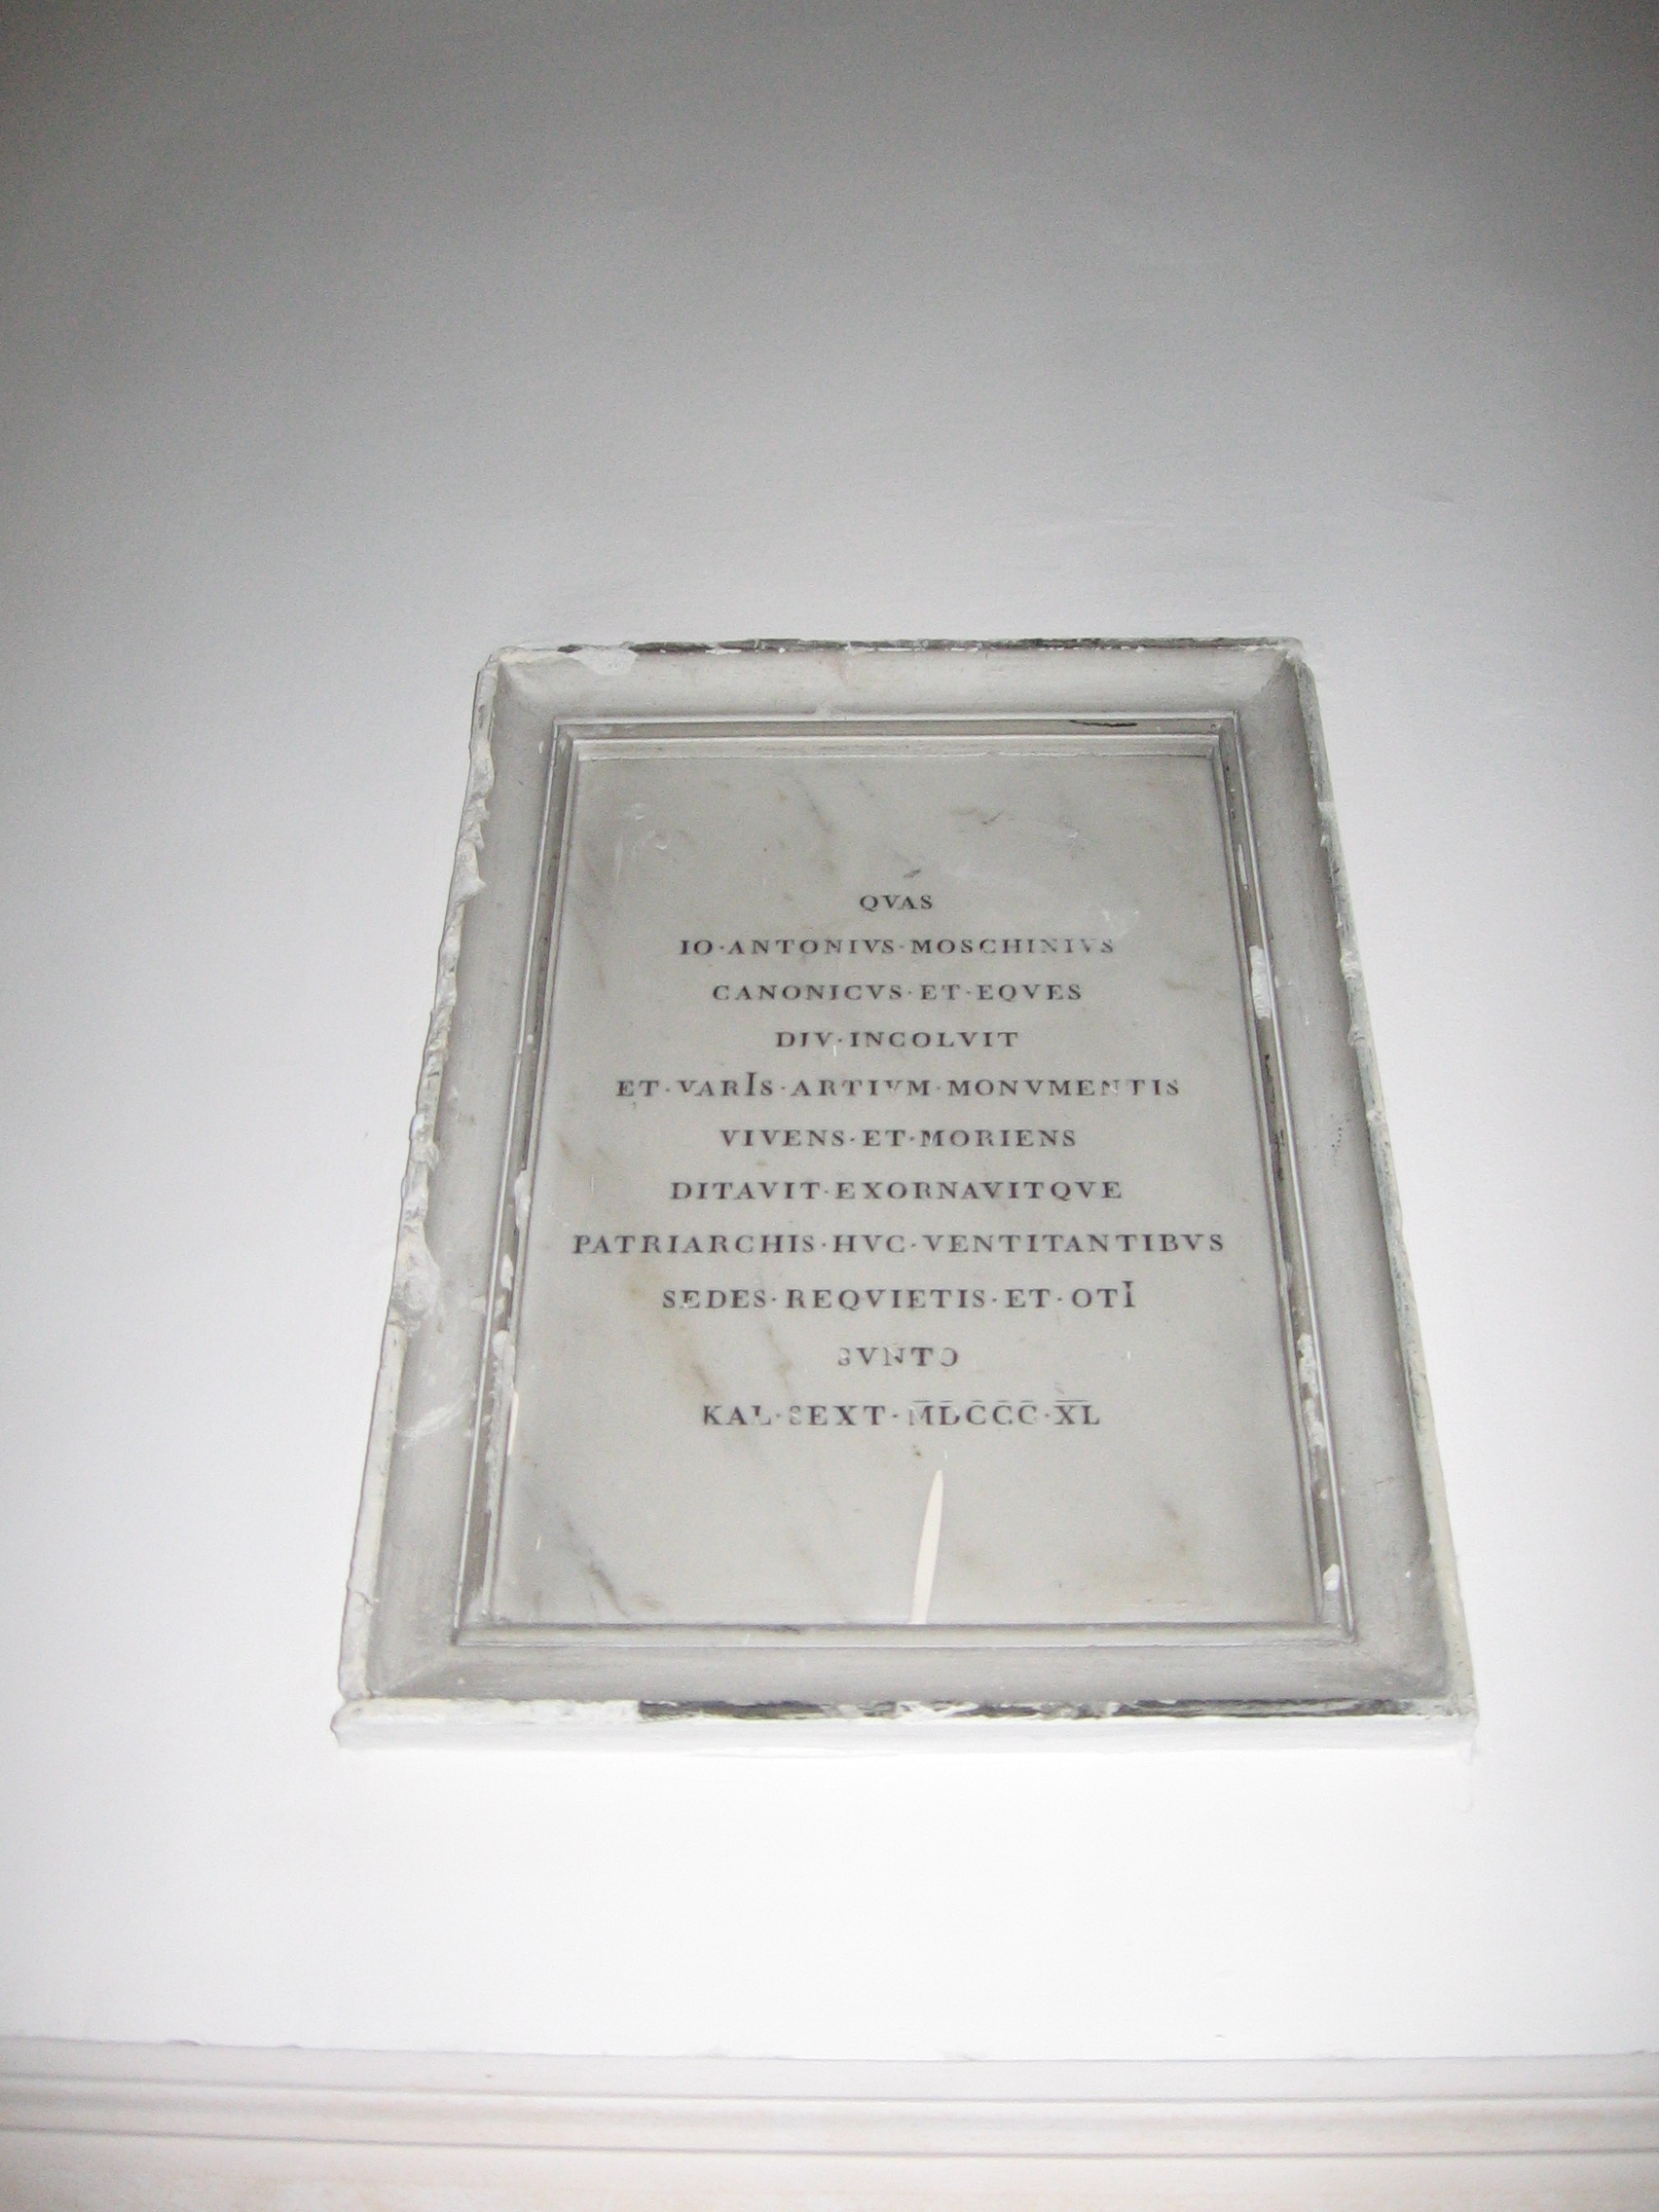 QVAS
IO·ANTONIVS·MOSCHINIVS
CANONICVS·ET·EQVES
DIV·INCOLVIT
ET·VARIS·ARTIVM·MONVMENTIS
VIVENS·ET·MORIENS
DITAVIT·EXORNAVITQVE
PATRIARCHIS·HVC·VENTITANTIBVS
SEDES·REQVIETIS·ET·OTI
SVNTO
KAL·SEXT·MDCCC·XL